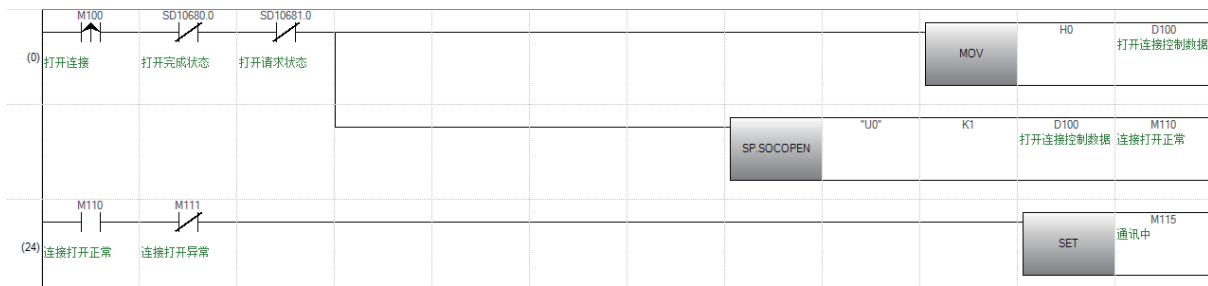 M100 SD10680.0 SD10681.0 H0 D100
(0) 打开连接 打开完成状态 打开请求状态 MOV 打开连接控制数据
SP.SOCOPEN "U0" K1 D100 M110
打开连接控制数据 连接打开正常
M110 M111 M115
(24) 连接打开正常 连接打开异常 SET 通讯中